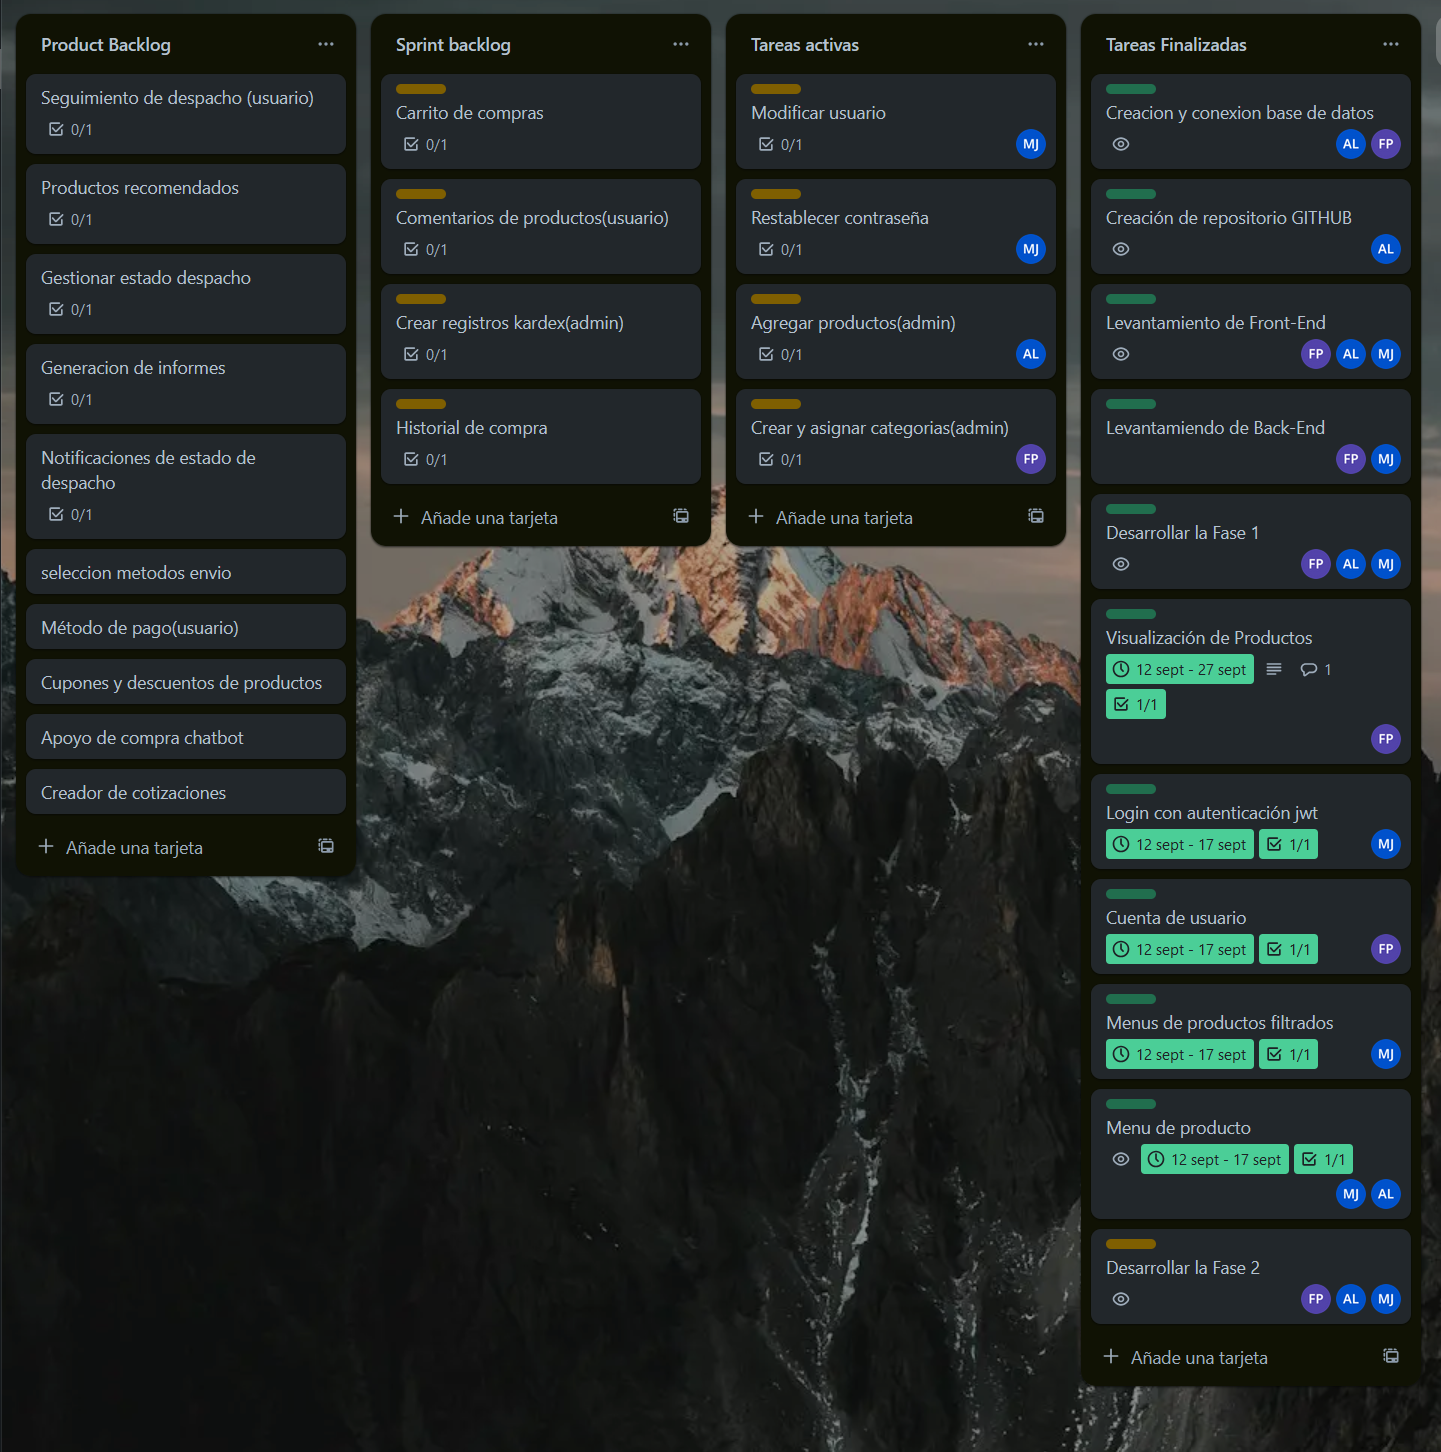 Product Backlog
Seguimiento de despacho (usuario)
0/1
Productos recomendados
0/1
Gestionar estado despacho
0/1
Generacion de informes
0/1
Notificaciones de estado de
despacho
0/1
seleccion metodos envio
Método de pago(usuario)
Cupones y descuentos de productos
Apoyo de compra chatbot
Creador de cotizaciones
Añade una tarjeta
Sprint backlog
Carrito de compras
0/1
Comentarios de productos(usuario)
0/1
Crear registros kardex(admin)
0/1
Historial de compra
0/1
Añade una tarjeta
Tareas activas
Modificar usuario
0/1 MJ
Restablecer contraseña
0/1 MJ
Agregar productos(admin)
0/1 AL
Crear y asignar categorias(admin)
0/1 FP
Añade una tarjeta
Tareas Finalizadas
Creacion y conexion base de datos
AL FP
Creación de repositorio GITHUB
AL
Levantamiento de Front-End
FP AL MJ
Levantamiendo de Back-End
FP MJ
Desarrollar la Fase 1
FP AL MJ
Visualización de Productos
12 sept - 27 sept 1
1/1
FP
Login con autenticación jwt
12 sept - 17 sept 1/1 MJ
Cuenta de usuario
12 sept - 17 sept 1/1 FP
Menus de productos filtrados
12 sept - 17 sept 1/1 MJ
Menu de producto
12 sept - 17 sept 1/1
MJ AL
Desarrollar la Fase 2
FP AL MJ
Añade una tarjeta